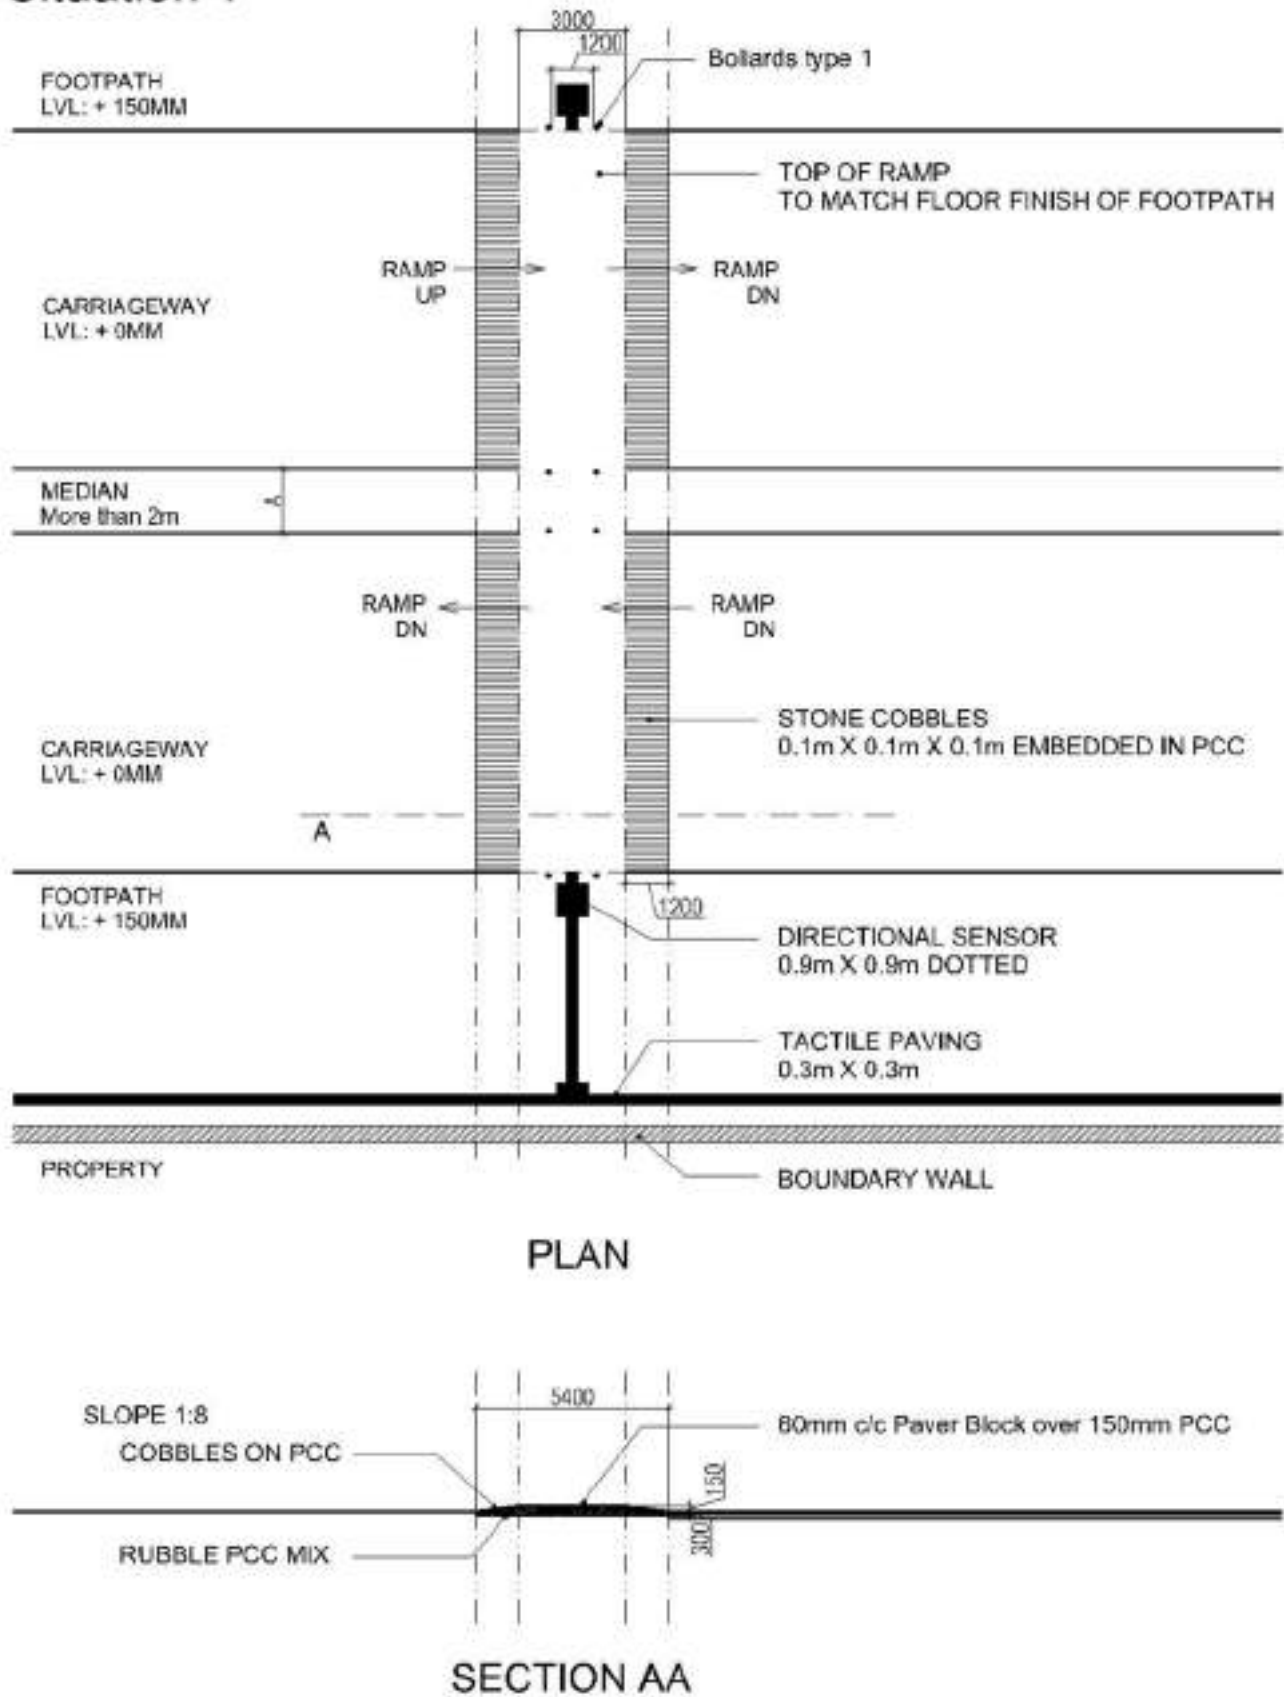 3000
1200
Bollards type 1
FOOTPATH
LVL: + 150MM
TOP OF RAMP
TO MATCH FLOOR FINISH OF FOOTPATH
RAMP
UP
RAMP
DN
CARRIAGEWAY
LVL: + 0MM
MEDIAN
More than 2m
RAMP
DN
RAMP
DN
STONE COBBLES
0.1m X 0.1m X 0.1m EMBEDDED IN PCC
CARRIAGEWAY
LVL: + 0MM
A
FOOTPATH
LVL: + 150MM
1200
DIRECTIONAL SENSOR
0.9m X 0.9m DOTTED
TACTILE PAVING
0.3m X 0.3m
PROPERTY
BOUNDARY WALL
PLAN
5400
SLOPE 1:8
COBBLES ON PCC
60mm c/c Paver Block over 150mm PCC
150
300
RUBBLE PCC MIX
SECTION AA